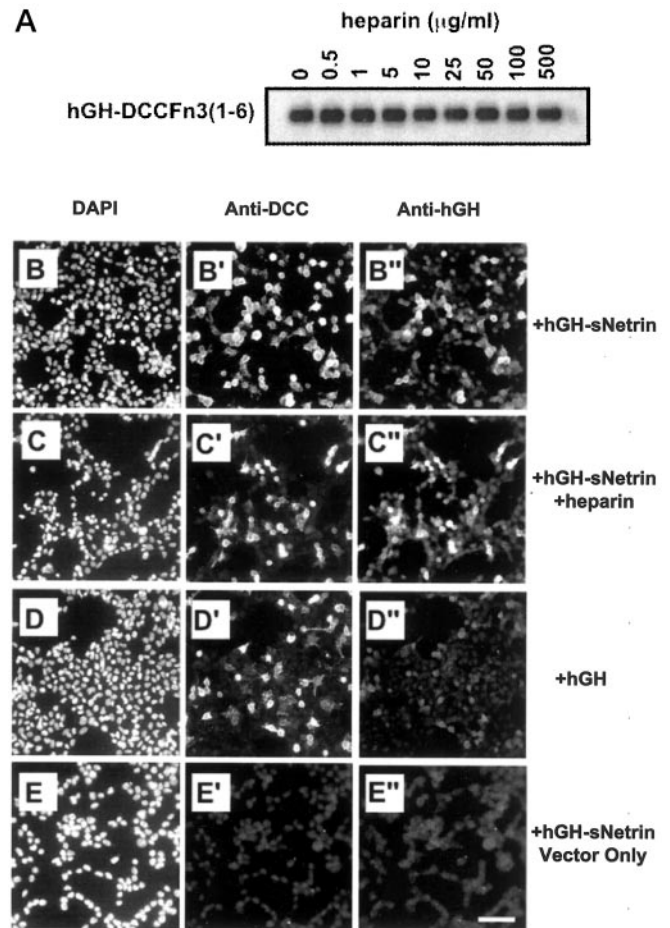 A
heparin (μg/ml)
0 0.5 1 5 10 25 50 100 500
hGH-DCCFn3(1-6)
DAPI Anti-DCC Anti-hGH
B B' B"
+hGH-sNetrin
C C' C"
+hGH-sNetrin
+heparin
D D' D"
+hGH
E E' E"
+hGH-sNetrin
Vector Only